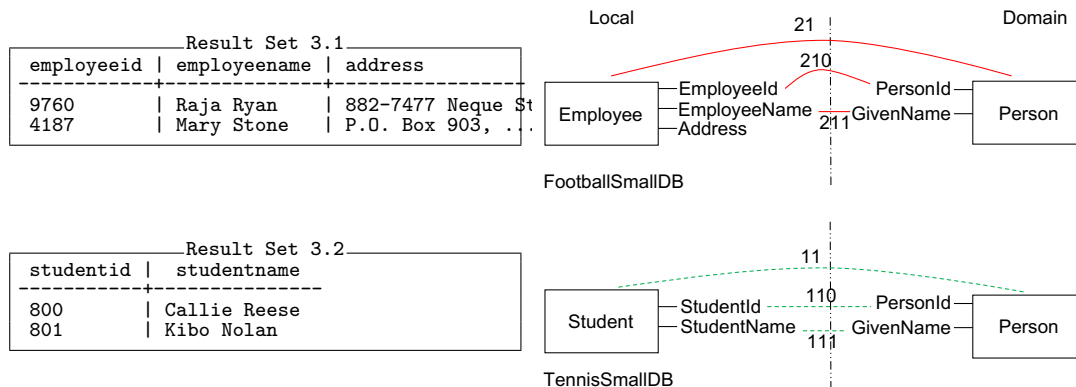 Result Set 3.1
employeeid | employeename | address
9760 | Raja Ryan | 882-7477 Neque St
4187 | Mary Stone | P.O. Box 903, ...
Local Domain
21
210
Employee
EmployeeId
EmployeeName
Address
211
PersonId
GivenName
Person
FootballSmallDB
Result Set 3.2
studentid | studentname
800 | Callie Reese
801 | Kibo Nolan
11
110
Student
StudentId
StudentName
111
PersonId
GivenName
Person
TennisSmallDB